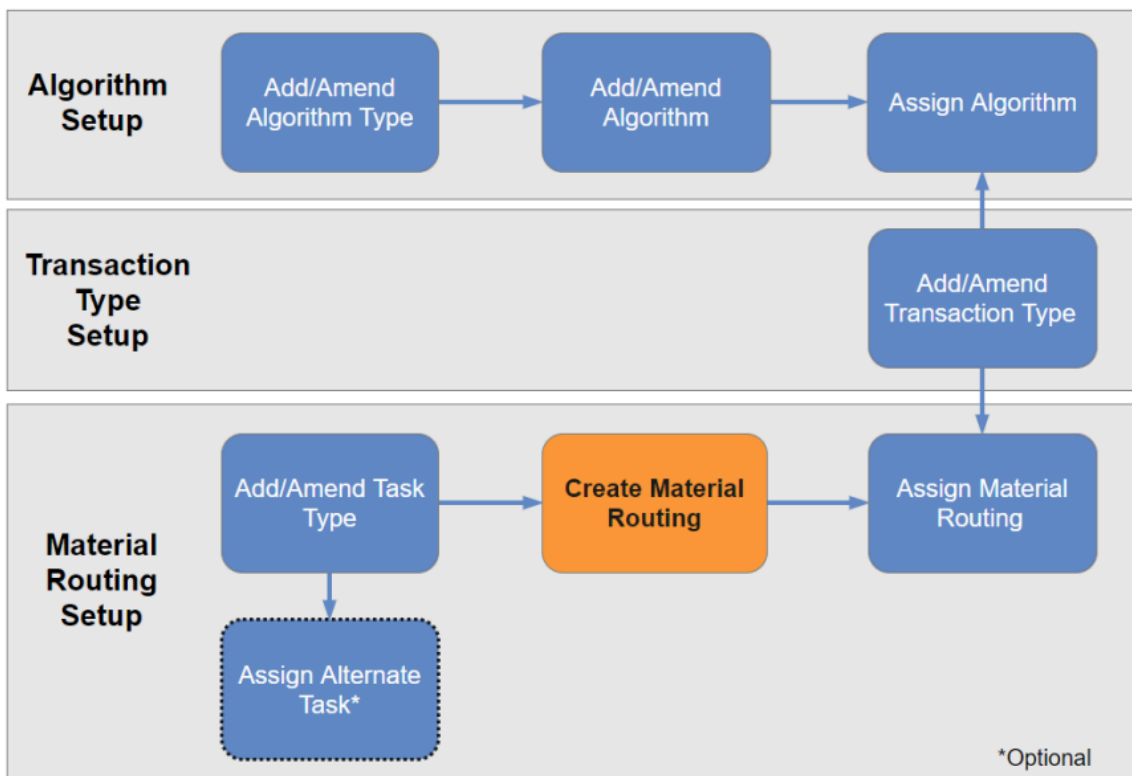 Algorithm
Setup
Add/Amend
Algorithm Type
Add/Amend
Algorithm
Assign Algorithm
Transaction
Type
Setup
Add/Amend
Transaction Type
Material
Routing
Setup
Add/Amend Task
Type
Create Material
Routing
Assign Material
Routing
Assign Alternate
Task*
*Optional